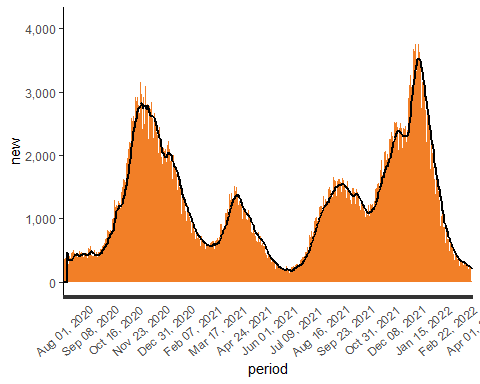 4,000
3,000
2,000
1,000
0
new
Aug 01, 2020
Sep 08, 2020
Oct 16, 2020
Nov 23, 2020
Dec 31, 2020
Feb 07, 2021
Mar 17, 2021
Apr 24, 2021
Jun 01, 2021
Jul 09, 2021
Aug 16, 2021
Sep 23, 2021
Oct 31, 2021
Dec 08, 2021
Jan 15, 2022
Feb 22, 2022
Apr 01,
period